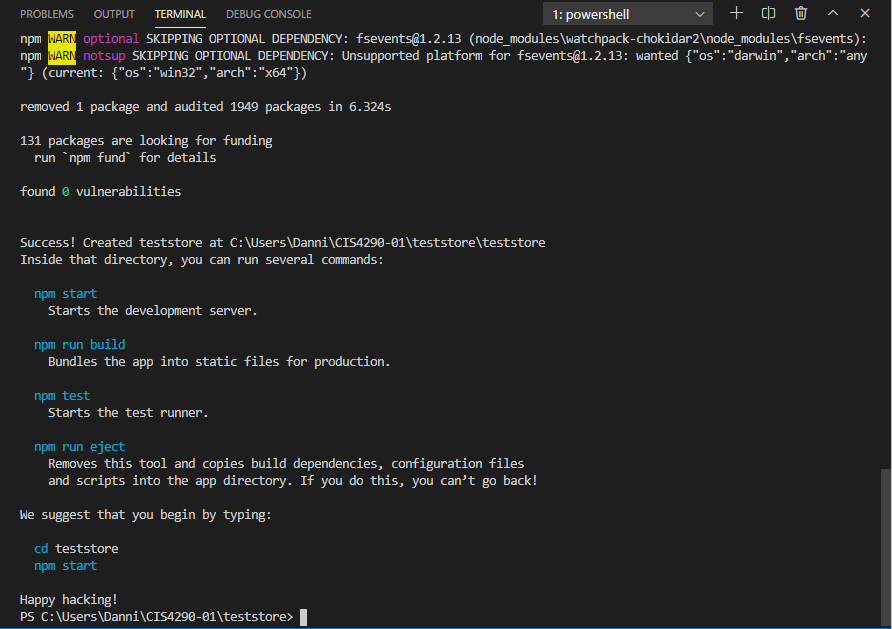 PROBLEMS OUTPUT TERMINAL DEBUG CONSOLE 1: powershell
npm WARN optional SKIPPING OPTIONAL DEPENDENCY: fsevents@1.2.13 (node_modules\watchpack-chokidar2\node_modules\fsevents):
npm WARN notsup SKIPPING OPTIONAL DEPENDENCY: Unsupported platform for fsevents@1.2.13: wanted {"os":"darwin","arch":"any
"} (current: {"os":"win32","arch":"x64"})
removed 1 package and audited 1949 packages in 6.324s
131 packages are looking for funding
run `npm fund` for details
found 0 vulnerabilities
Success! Created teststore at C:\Users\Danni\CIS4290-01\teststore\teststore
Inside that directory, you can run several commands:
npm start
Starts the development server.
npm run build
Bundles the app into static files for production.
npm test
Starts the test runner.
npm run eject
Removes this tool and copies build dependencies, configuration files
and scripts into the app directory. If you do this, you can’t go back!
We suggest that you begin by typing:
cd teststore
npm start
Happy hacking!
PS C:\Users\Danni\CIS4290-01\teststore>